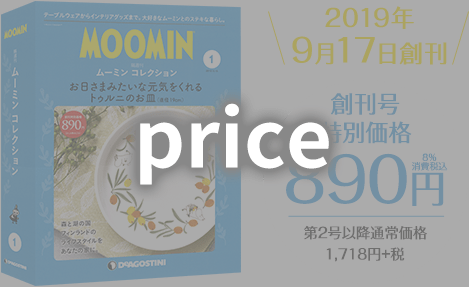 テーブルウェアからインテリアグッズまで。大好きなムーミンとのステキな暮らし。
MOOMIN
ムーミン コレクション
1
お日さまみたいな元気をくれる
トゥルニのお皿
890
森と湖の国
フィンランドの
ライフスタイルを
あなたの家に。
DeAGOSTINI
ムーミン コレクション
1
price
2019年
9月17日創刊
創刊号
特別価格
8%
消費税込
890円
第2号以降通常価格
1,718円+税